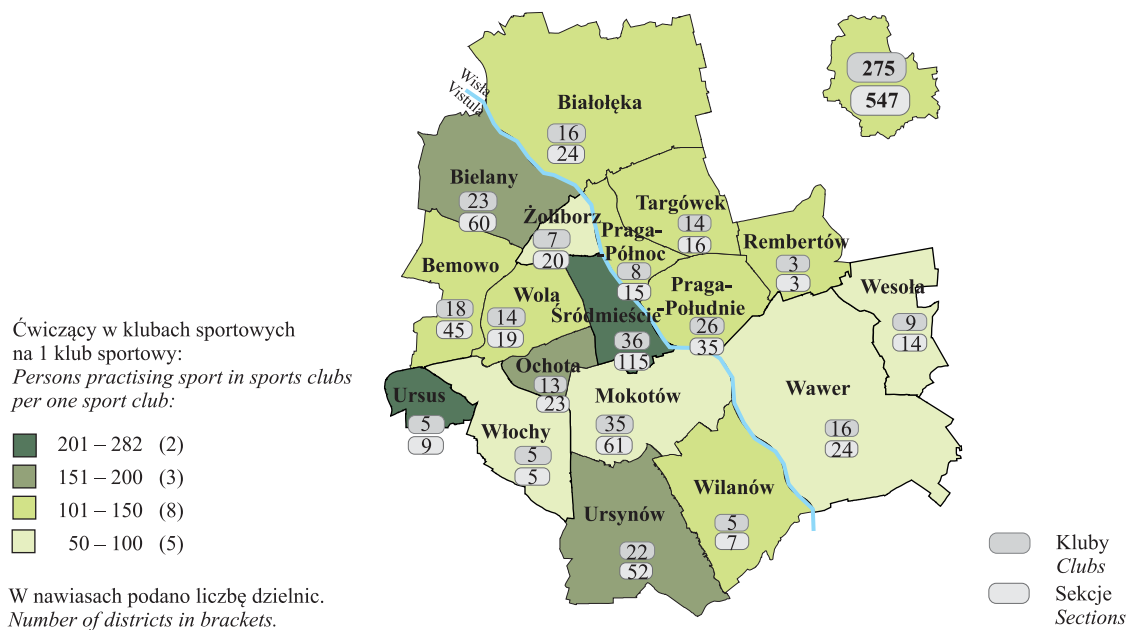 275
547
Wisła
Vistula
Białołęka
16
24
Bielany
23
60
Żoliborz
7
20
Targówek
14
16
Praga-
-Północ
8
15
Rembertów
3
3
Bemowo
18
45
Wola
14
19
Praga-
-Południe
26
35
Wesoła
9
14
Śródmieście
36
115
Ochota
13
23
Ursus
5
9
Mokotów
35
61
Wawer
16
24
Włochy
5
5
Wilanów
5
7
Ursynów
22
52
Ćwiczący w klubach sportowych
na 1 klub sportowy:
Persons practising sport in sports clubs
per one sport club:
201 – 282 (2)
151 – 200 (3)
101 – 150 (8)
50 – 100 (5)
W nawiasach podano liczbę dzielnic.
Number of districts in brackets.
Kluby
Clubs
Sekcje
Sections